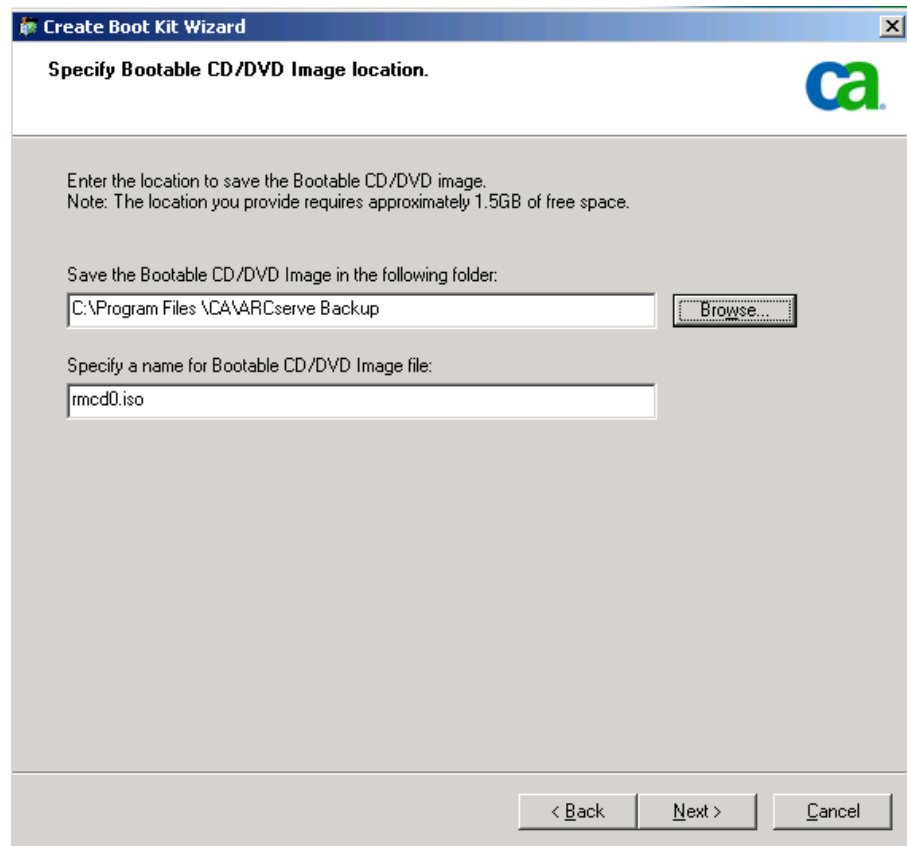 Create Boot Kit Wizard
Specify Bootable CD/DVD Image location.
ca
Enter the location to save the Bootable CD/DVD image.
Note: The location you provide requires approximately 1.5GB of free space.
Save the Bootable CD/DVD Image in the following folder:
C:\Program Files \CA\ARCserve Backup
Browse...
Specify a name for Bootable CD/DVD Image file:
rmcd0.iso
< Back
Next >
Cancel